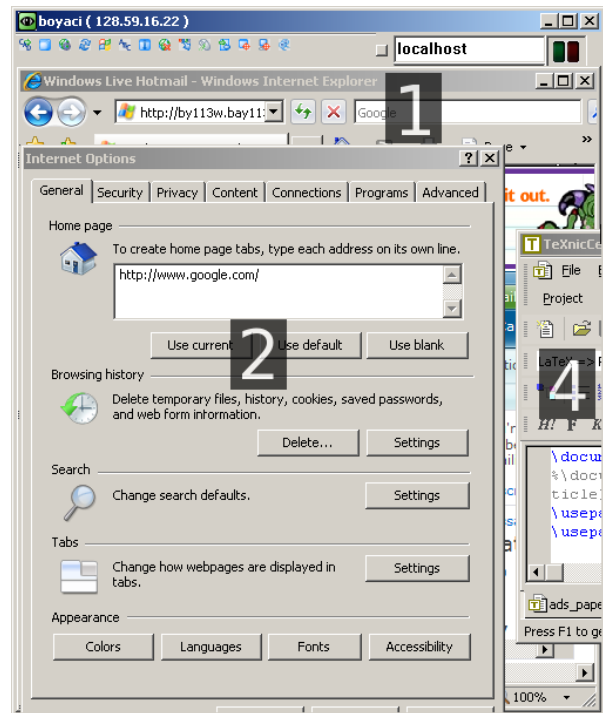 boyaci ( 128.59.16.22 )
localhost
Windows Live Hotmail - Windows Internet Explorer
1
http://by113w.bay11
Google
Internet Options
General Security Privacy Content Connections Programs Advanced
it out.
Home page
To create home page tabs, type each address on its own line.
http://www.google.com/
TeXnicCe
File
Project
Use current Use default Use blank
2
LaTeX =>
4
Browsing history
Delete temporary files, history, cookies, saved passwords,
and web form information.
H! F K
Delete... Settings
\docum
%\docu
ticle
\usepa
\usepa
Search
Change search defaults.
Settings
Tabs
Change how webpages are displayed in
tabs.
Settings
ads_pape
Appearance
Press F1 to ge
Colors Languages Fonts Accessibility
100%